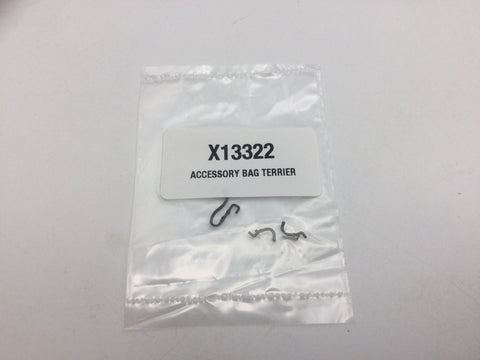 X13322
ACCESSORY BAG TERRIER